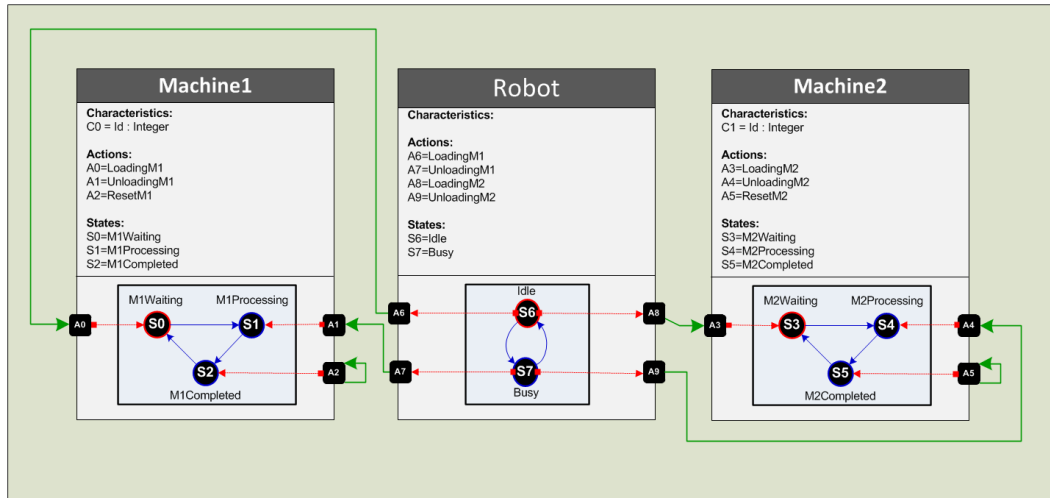 Machine1
Characteristics:
C0 = Id : Integer
Actions:
A0=LoadingM1
A1=UnloadingM1
A2=ResetM1
States:
S0=M1Waiting
S1=M1Processing
S2=M1Completed
M1Waiting
M1Processing
S0
S1
S2
M1Completed
A0
A1
A2
Robot
Characteristics:
Actions:
A6=LoadingM1
A7=UnloadingM1
A8=LoadingM2
A9=UnloadingM2
States:
S6=Idle
S7=Busy
Idle
S6
S7
Busy
A6
A8
A7
A9
Machine2
Characteristics:
C1 = Id : Integer
Actions:
A3=LoadingM2
A4=UnloadingM2
A5=ResetM2
States:
S3=M2Waiting
S4=M2Processing
S5=M2Completed
M2Waiting
M2Processing
S3
S4
S5
M2Completed
A3
A4
A5